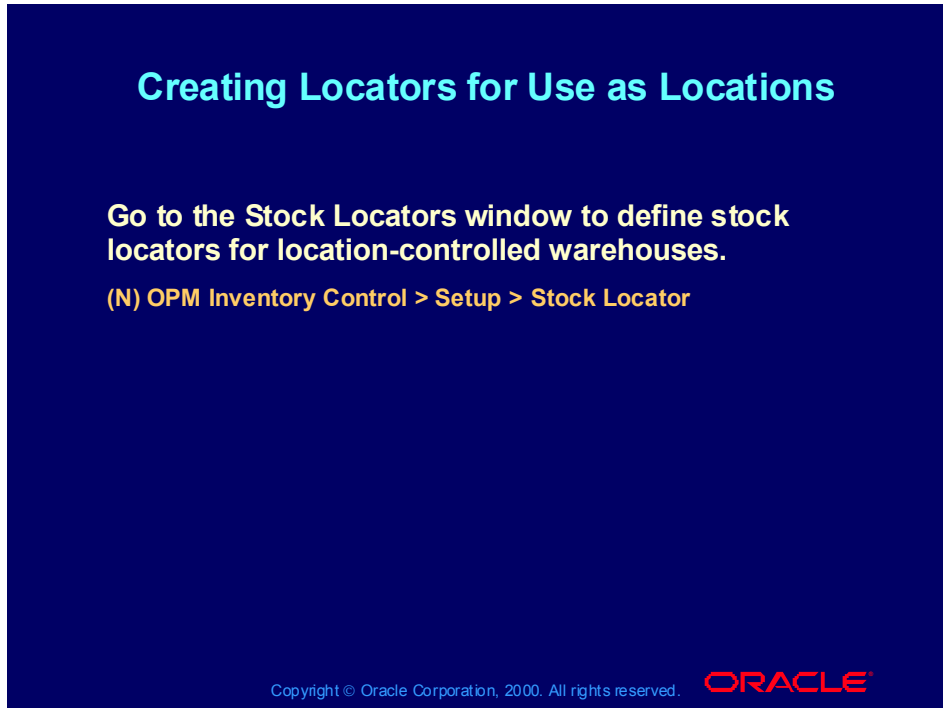 Creating Locators for Use as Locations
Go to the Stock Locators window to define stock
locators for location-controlled warehouses.
(N) OPM Inventory Control > Setup > Stock Locator
Copyright © Oracle Corporation, 2000. All rights reserved.
ORACLE®